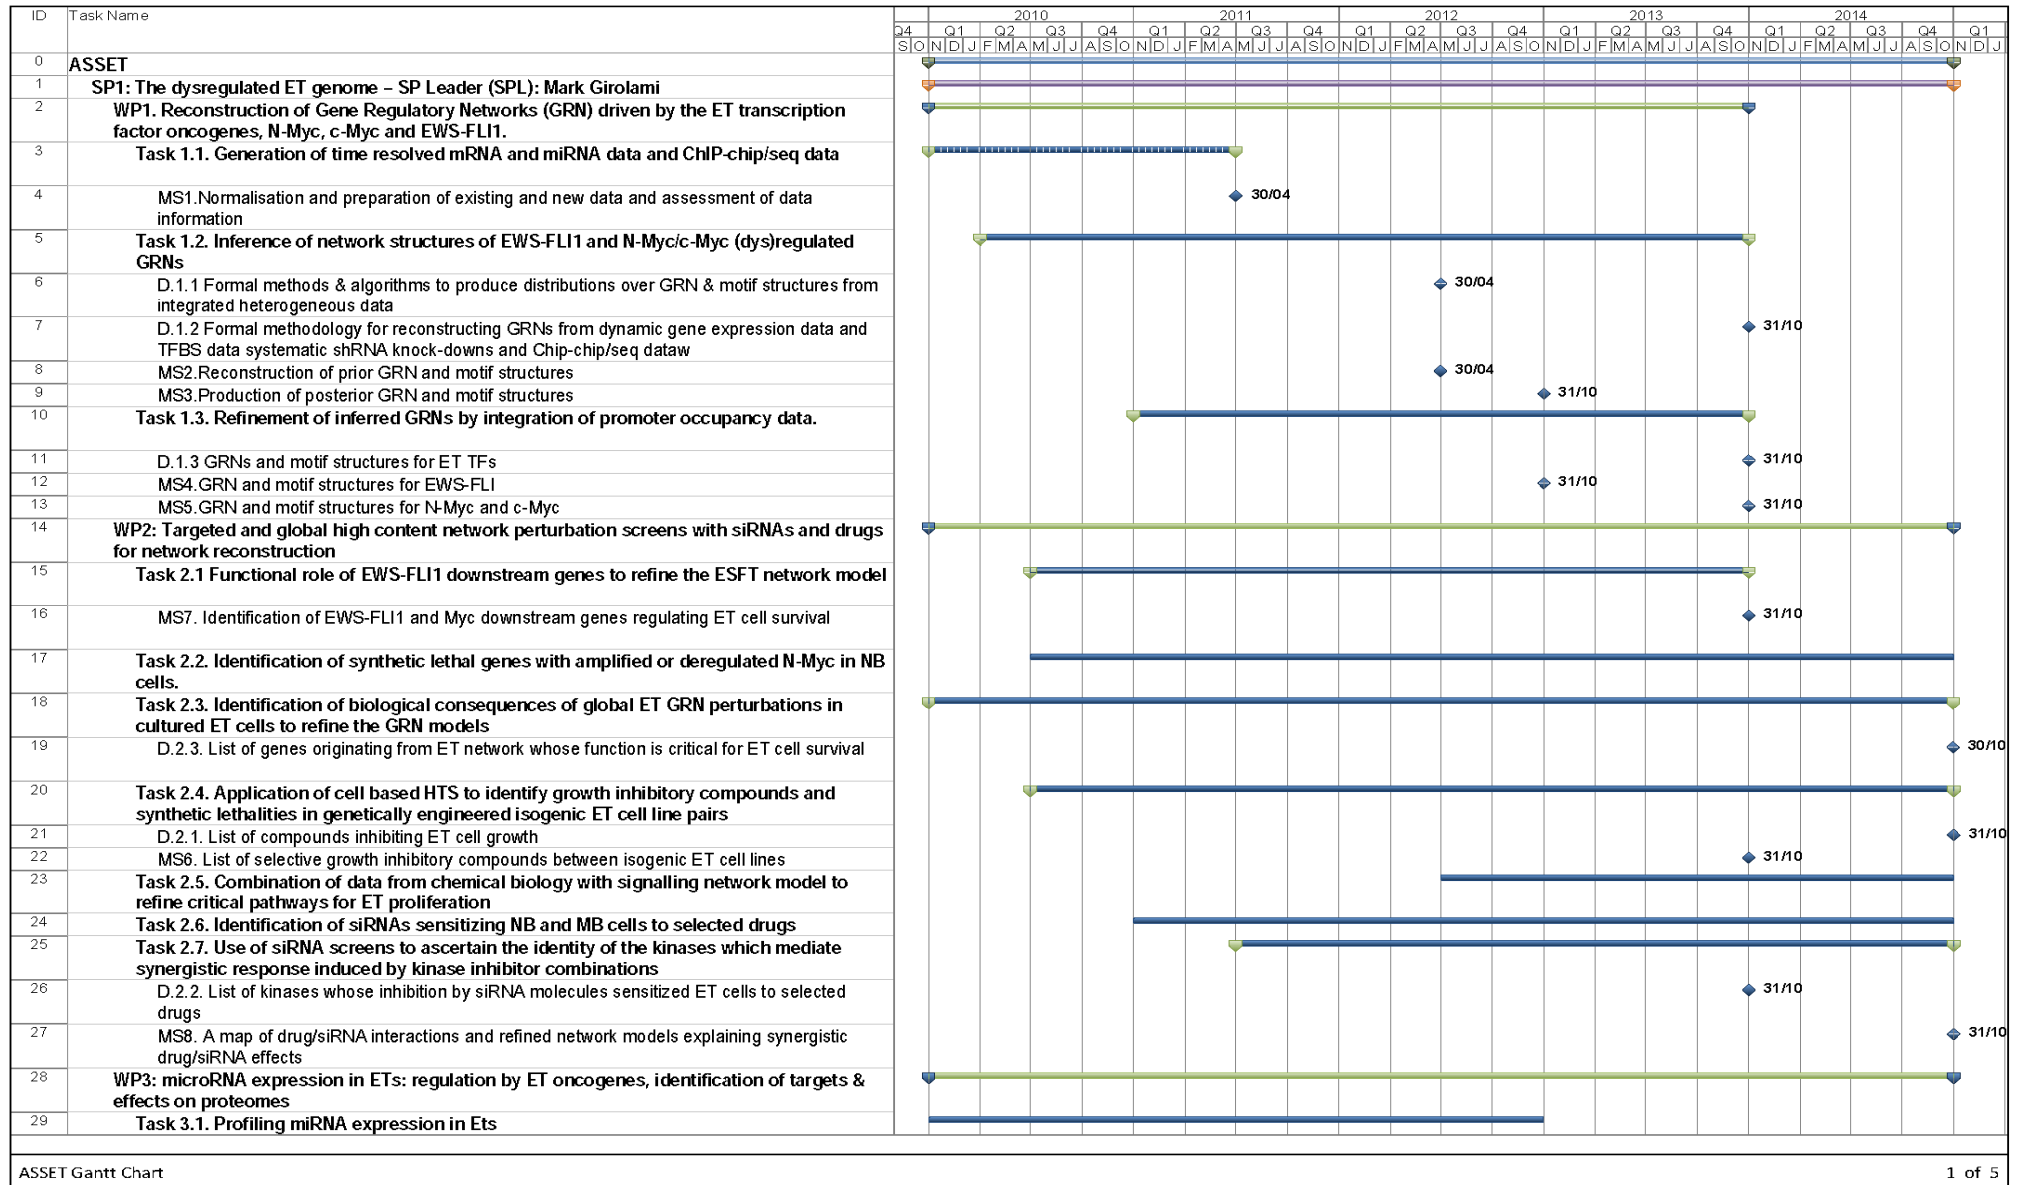 ID Task Name 2010 2011 2012 2013 2014
Q4 Q1 Q2 Q3 Q4 Q1 Q2 Q3 Q4 Q1 Q2 Q3 Q4 Q1 Q2 Q3 Q4 Q1 Q2 Q3 Q4 Q1
S O N D J F M A M J J A S O N D J F M A M J J A S O N D J F M A M J J A S O N D J F M A M J J A S O N D J F M A M J J A S O N D J
0 ASSET
1 SP1: The dysregulated ET genome – SP Leader (SPL): Mark Girolami
2 WP1. Reconstruction of Gene Regulatory Networks (GRN) driven by the ET transcription
factor oncogenes, N-Myc, c-Myc and EWS-FLI1.
3 Task 1.1. Generation of time resolved mRNA and miRNA data and ChIP-chip/seq data
4 MS1.Normalisation and preparation of existing and new data and assessment of data 30/04
information
5 Task 1.2. Inference of network structures of EWS-FLI1 and N-Myc/c-Myc (dys)regulated
GRNs
6 D.1.1 Formal methods & algorithms to produce distributions over GRN & motif structures from 30/04
integrated heterogeneous data
7 D.1.2 Formal methodology for reconstructing GRNs from dynamic gene expression data and 31/10
TFBS data systematic shRNA knock-downs and Chip-chip/seq dataw
8 MS2.Reconstruction of prior GRN and motif structures 30/04
9 MS3.Production of posterior GRN and motif structures 31/10
10 Task 1.3. Refinement of inferred GRNs by integration of promoter occupancy data.
11 D.1.3 GRNs and motif structures for ET TFs 31/10
12 MS4.GRN and motif structures for EWS-FLI 31/10
13 MS5.GRN and motif structures for N-Myc and c-Myc 31/10
14 WP2: Targeted and global high content network perturbation screens with siRNAs and drugs
for network reconstruction
15 Task 2.1 Functional role of EWS-FLI1 downstream genes to refine the ESFT network model
16 MS7. Identification of EWS-FLI1 and Myc downstream genes regulating ET cell survival 31/10
17 Task 2.2. Identification of synthetic lethal genes with amplified or deregulated N-Myc in NB
cells.
18 Task 2.3. Identification of biological consequences of global ET GRN perturbations in
cultured ET cells to refine the GRN models
19 D.2.3. List of genes originating from ET network whose function is critical for ET cell survival 30/10
20 Task 2.4. Application of cell based HTS to identify growth inhibitory compounds and
synthetic lethalities in genetically engineered isogenic ET cell line pairs
21 D.2.1. List of compounds inhibiting ET cell growth 31/10
22 MS6. List of selective growth inhibitory compounds between isogenic ET cell lines 31/10
23 Task 2.5. Combination of data from chemical biology with signalling network model to
refine critical pathways for ET proliferation
24 Task 2.6. Identification of siRNAs sensitizing NB and MB cells to selected drugs
25 Task 2.7. Use of siRNA screens to ascertain the identity of the kinases which mediate
synergistic response induced by kinase inhibitor combinations
26 D.2.2. List of kinases whose inhibition by siRNA molecules sensitized ET cells to selected 31/10
drugs
27 MS8. A map of drug/siRNA interactions and refined network models explaining synergistic 31/10
drug/siRNA effects
28 WP3: microRNA expression in ETs: regulation by ET oncogenes, identification of targets &
effects on proteomes
29 Task 3.1. Profiling miRNA expression in Ets
ASSET Gantt Chart 1 of 5